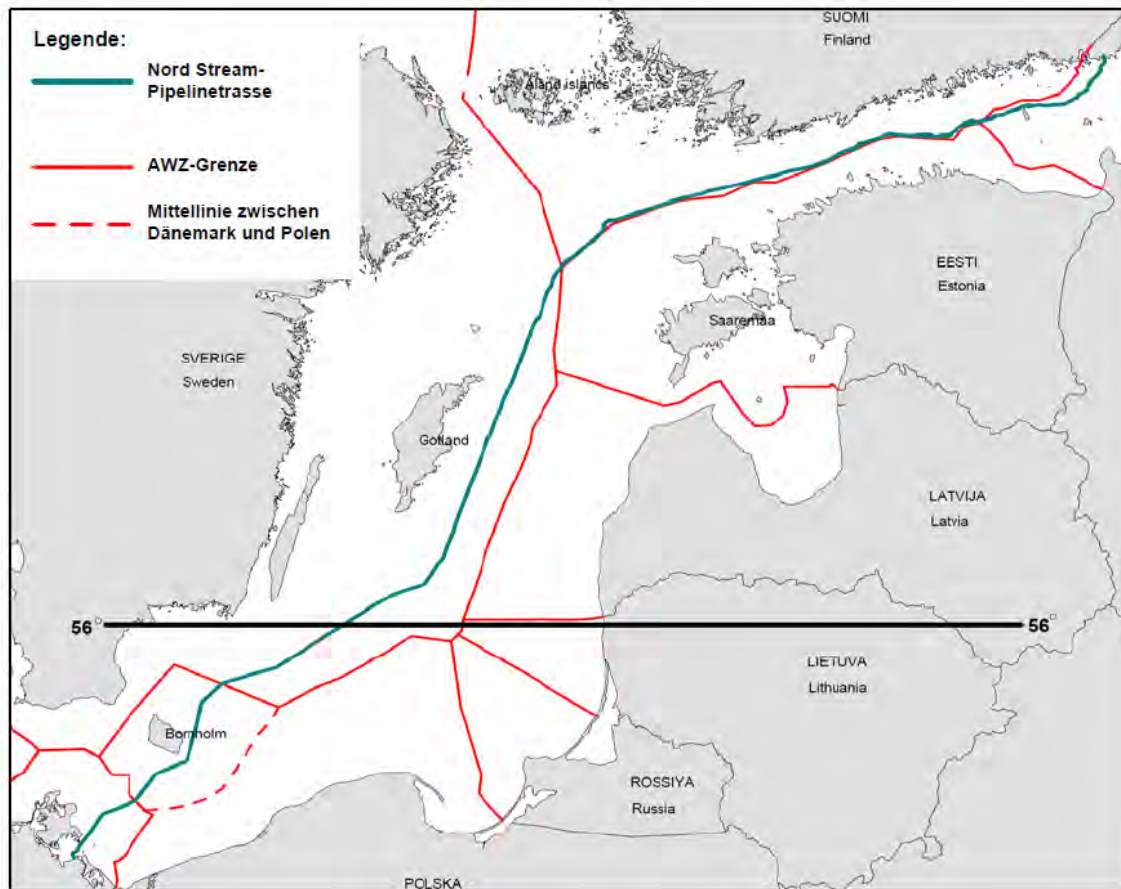 Legende:
Nord Stream-
Pipelinetrasse
AWZ-Grenze
Mittellinie zwischen
Dänemark und Polen
SUOMI
Finland
Aland islands
EESTI
Estonia
Saaremaa
SVERIGE
Sweden
Gotland
LATVIJA
Latvia
56°
56°
LIETUVA
Lithuania
Bornholm
ROSSIYA
Russia
POLSKA